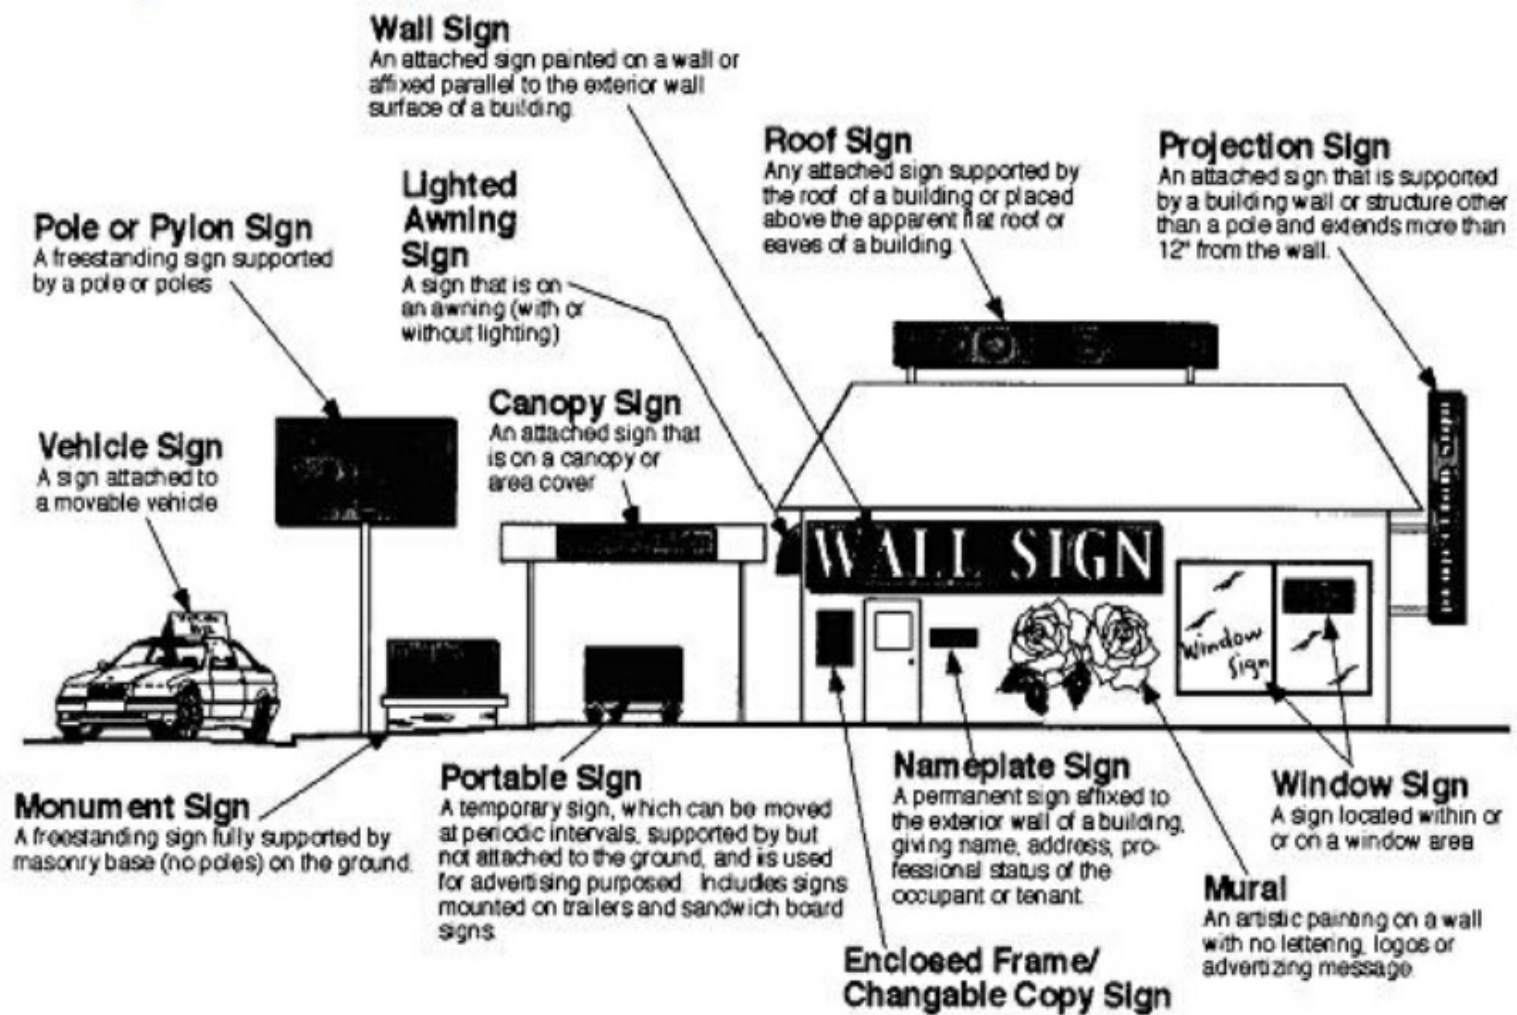 Wall Sign
An attached sign painted on a wall or
affixed parallel to the exterior wall
surface of a building.
Roof Sign
Any attached sign supported by
the roof of a building or placed
above the apparent flat roof or
eaves of a building.
Projection Sign
An attached sign that is supported
by a building wall or structure other
than a pole and extends more than
12" from the wall.
Lighted
Awning
Sign
A sign that is on
an awning (with or
without lighting)
Pole or Pylon Sign
A freestanding sign supported
by a pole or poles
Canopy Sign
An attached sign that
is on a canopy or
area cover
Vehicle Sign
A sign attached to
a movable vehicle
WALL SIGN
Window
Sign
Monument Sign
A freestanding sign fully supported by
masonry base (no poles) on the ground.
Portable Sign
A temporary sign, which can be moved
at periodic intervals, supported by but
not attached to the ground, and is used
for advertising purposed. Includes signs
mounted on trailers and sandwich board
signs.
Nameplate Sign
A permanent sign affixed to
the exterior wall of a building,
giving name, address, pro-
fessional status of the
occupant or tenant.
Window Sign
A sign located within or
or on a window area
Mural
An artistic painting on a wall
with no lettering, logos or
advertizing message
Enclosed Frame/
Changable Copy Sign